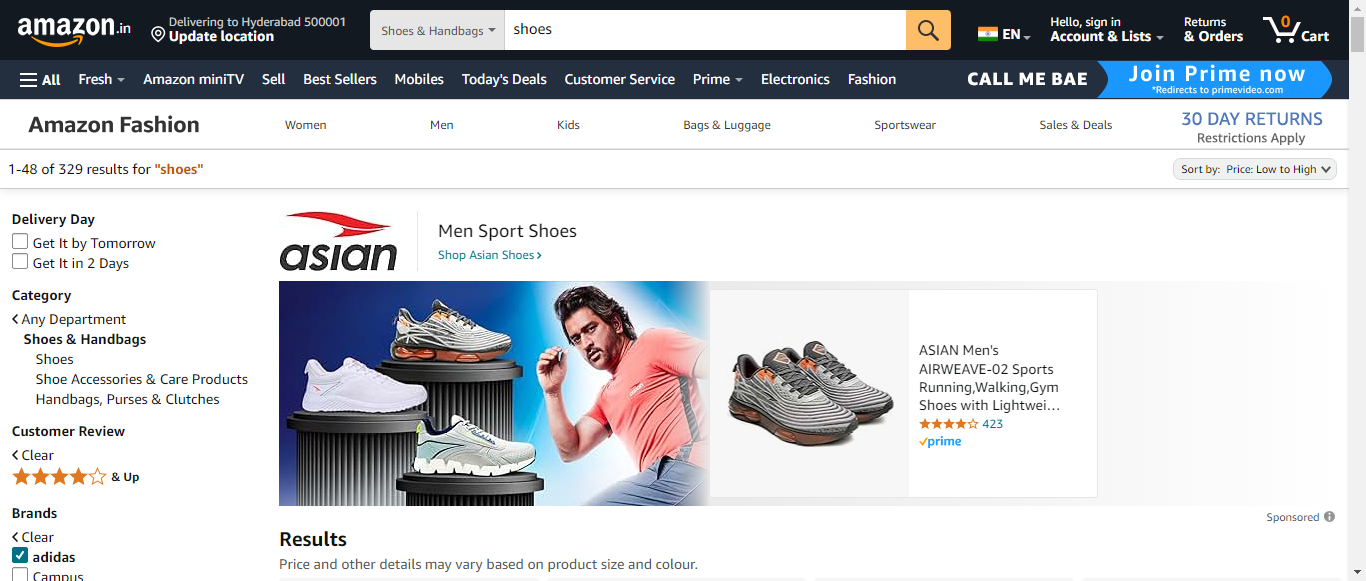 amazon.in
Delivering to Hyderabad 500001
Update location
Shoes & Handbags
shoes
EN
Hello, sign in
Account & Lists
Returns
& Orders
0
Cart
All
Fresh
Amazon miniTV
Sell
Best Sellers
Mobiles
Today's Deals
Customer Service
Prime
Electronics
Fashion
CALL ME BAE
Join Prime now
*Redirects to primevideo.com
Amazon Fashion
Women
Men
Kids
Bags & Luggage
Sportswear
Sales & Deals
30 DAY RETURNS
Restrictions Apply
1-48 of 329 results for "shoes"
Sort by: Price: Low to High
Delivery Day
Get It by Tomorrow
Get It in 2 Days
Category
Any Department
Shoes & Handbags
Shoes
Shoe Accessories & Care Products
Handbags, Purses & Clutches
Customer Review
Clear
& Up
Brands
Clear
adidas
Campus
asian
Men Sport Shoes
Shop Asian Shoes ›
ASIAN Men's
AIRWEAVE-02 Sports
Running,Walking,Gym
Shoes with Lightwei…
423
prime
Sponsored
Results
Price and other details may vary based on product size and colour.